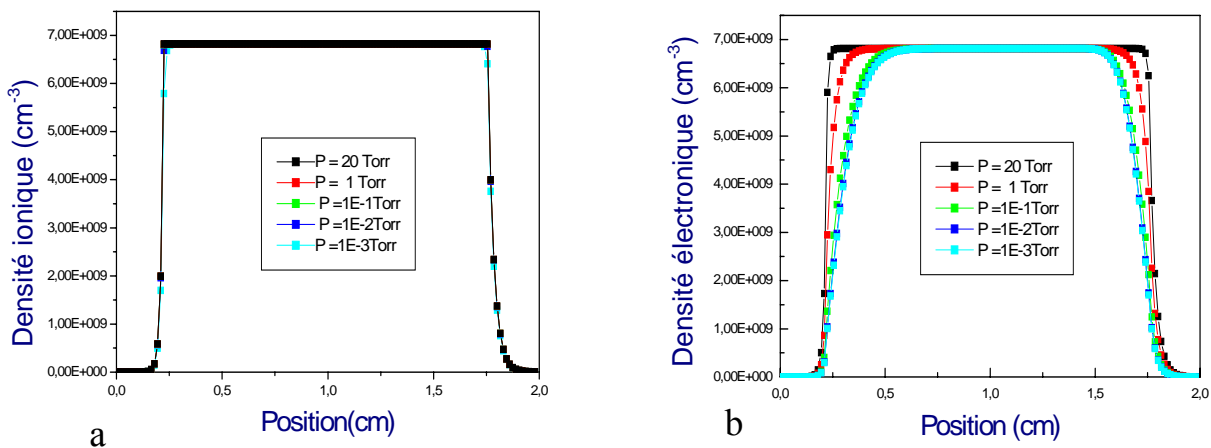 7,00E+009
6,00E+009
5,00E+009
4,00E+009
3,00E+009
2,00E+009
1,00E+009
0,00E+000
Densité ionique (cm-3)
P = 20 Torr
P = 1 Torr
P =1E-1Torr
P =1E-2Torr
P =1E-3Torr
0,0
0,5
1,0
1,5
2,0
Position(cm)
a
7,00E+009
6,00E+009
5,00E+009
4,00E+009
3,00E+009
2,00E+009
1,00E+009
0,00E+000
Densité électronique (cm-3)
P = 20 Torr
P = 1 Torr
P =1E-1Torr
P =1E-2Torr
P =1E-3Torr
0,0
0,5
1,0
1,5
2,0
Position (cm)
b